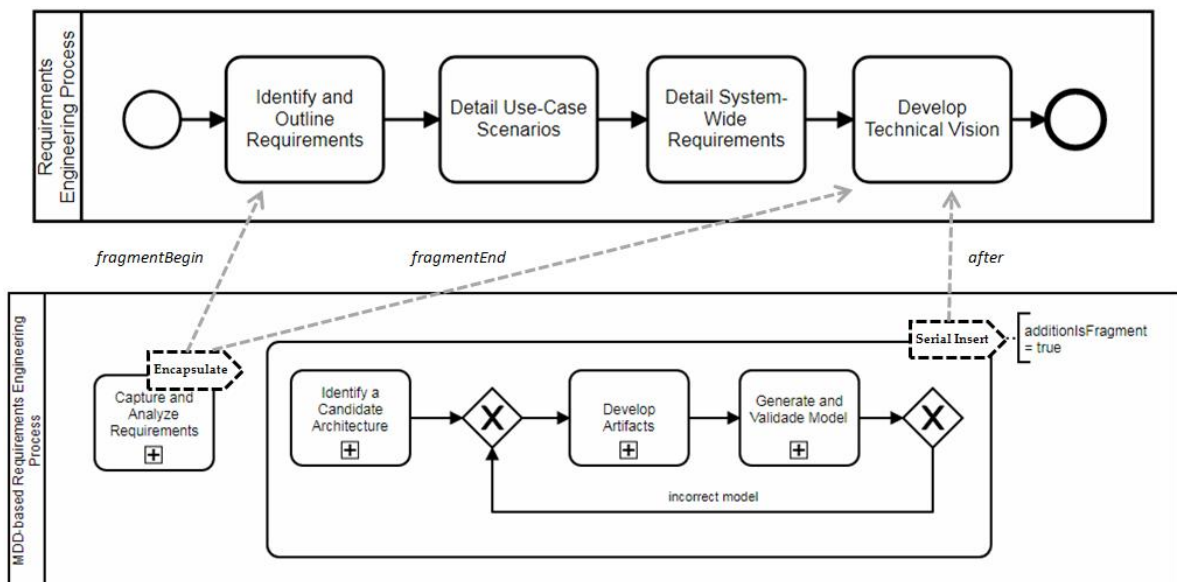 Requirements
Engineering Process
Identify and
Outline
Requirements
Detail Use-Case
Scenarios
Detail System-
Wide
Requirements
Develop
Technical Vision
fragmentBegin
fragmentEnd
after
MDD-based Requirements Engineering
Process
Encapsulate
Capture and
Analyze
Requirements
Identify a
Candidate
Architecture
Develop
Artifacts
Generate and
Validade Model
incorrect model
Serial Insert
additionIsFragment
= true